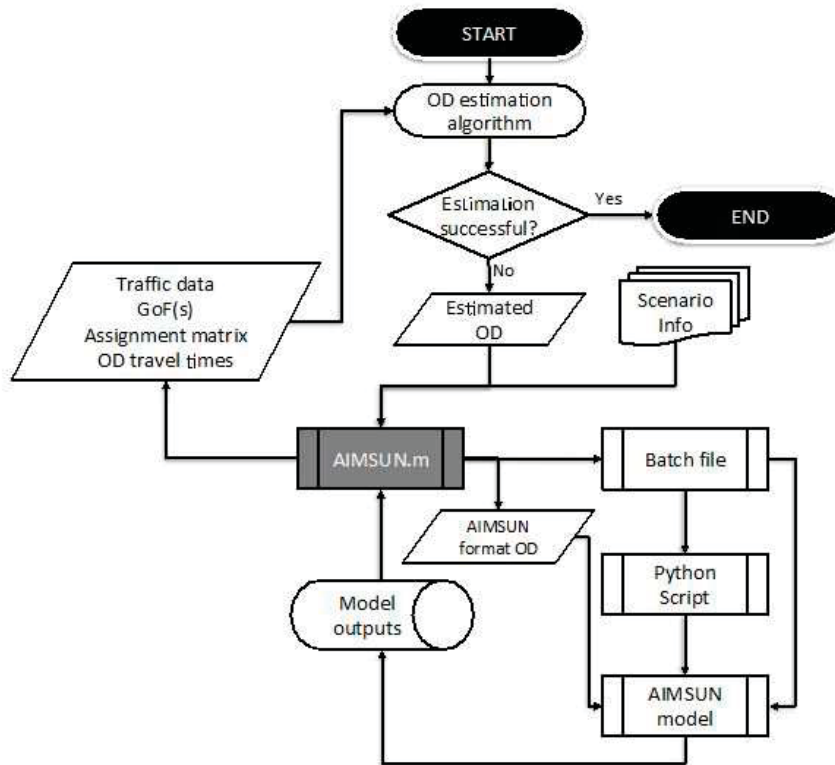 START
OD estimation
algorithm
Estimation
successful?
Yes
END
No
Traffic data
GoF(s)
Assignment matrix
OD travel times
Estimated
OD
Scenario
Info
AIMSUN.m
Batch file
AIMSUN
format OD
Python
Script
Model
outputs
AIMSUN
model